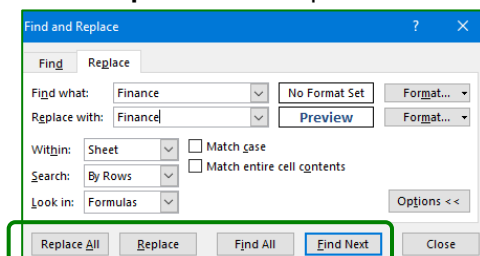 Find and Replace ? ×
Find Replace
Find what: Finance No Format Set Format...
Replace with: Finance Preview Format...
Within: Sheet Match case
Match entire cell contents
Search: By Rows
Look in: Formulas Options <<
Replace All Replace Find All Find Next Close